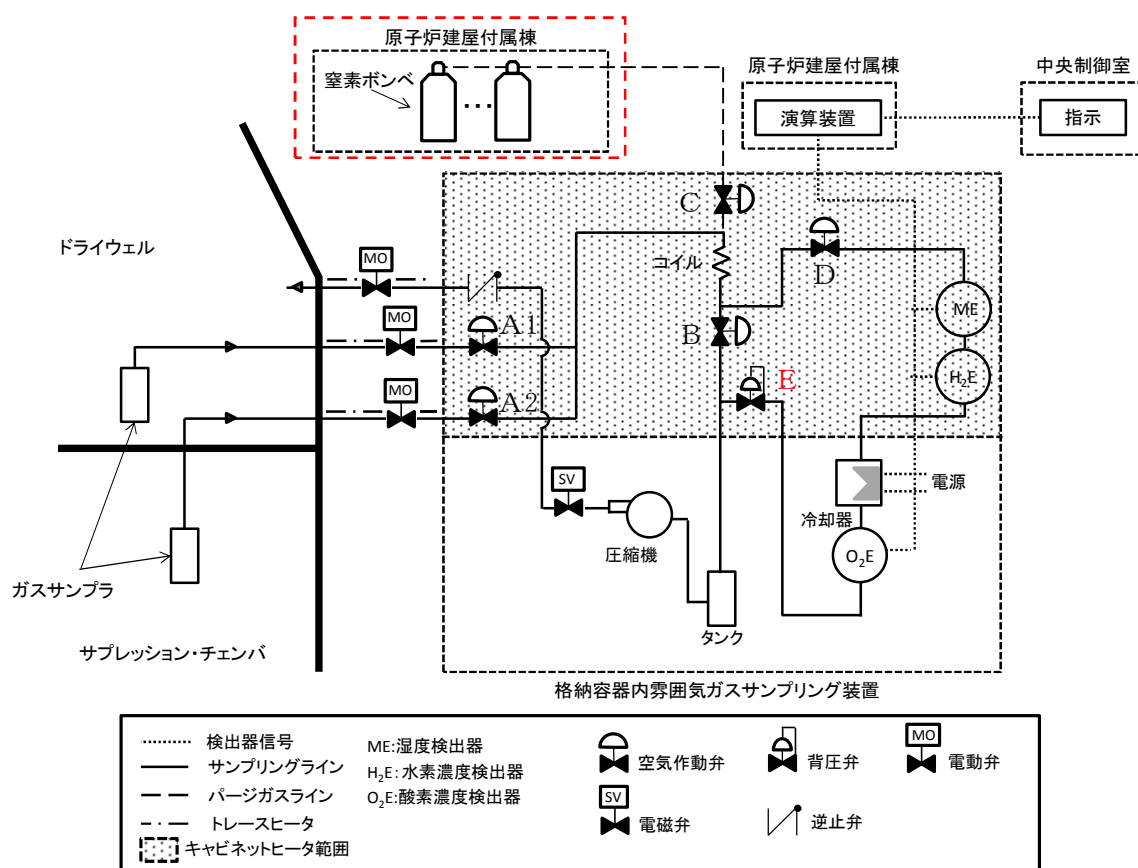 原子炉建屋付属棟
窒素ボンベ
…
原子炉建屋付属棟
演算装置
中央制御室
指示
ドライウェル
MO
C
コイル
D
ME
MO
A1
B
H₂E
MO
A2
E
SV
圧縮機
電源
冷却器
O₂E
ガスサンプラ
タンク
サプレッション・チェンバ
格納容器内雰囲気ガスサンプリング装置
検出器信号
サンプリングライン
パージガスライン
トレースヒータ
キャビネットヒータ範囲
ME:湿度検出器
H₂E:水素濃度検出器
O₂E:酸素濃度検出器
空気作動弁
背圧弁
MO
電動弁
SV
電磁弁
逆止弁